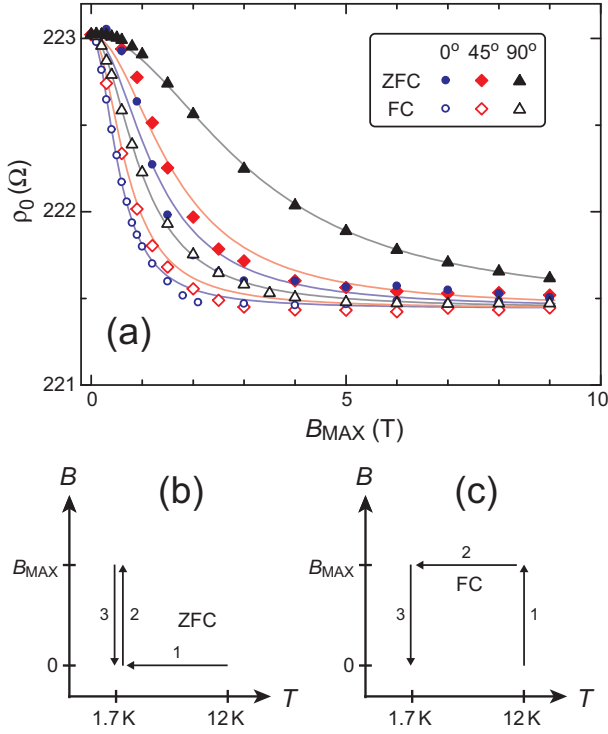 223
222
221
ρ0(Ω)
0° 45° 90°
ZFC
FC
(a)
0 5 10
BMAX (T)
(b)
B
BMAX
3 2 ZFC
1
0
1.7 K 12 K T
(c)
B
BMAX
2
FC
3 1
0
1.7 K 12 K T